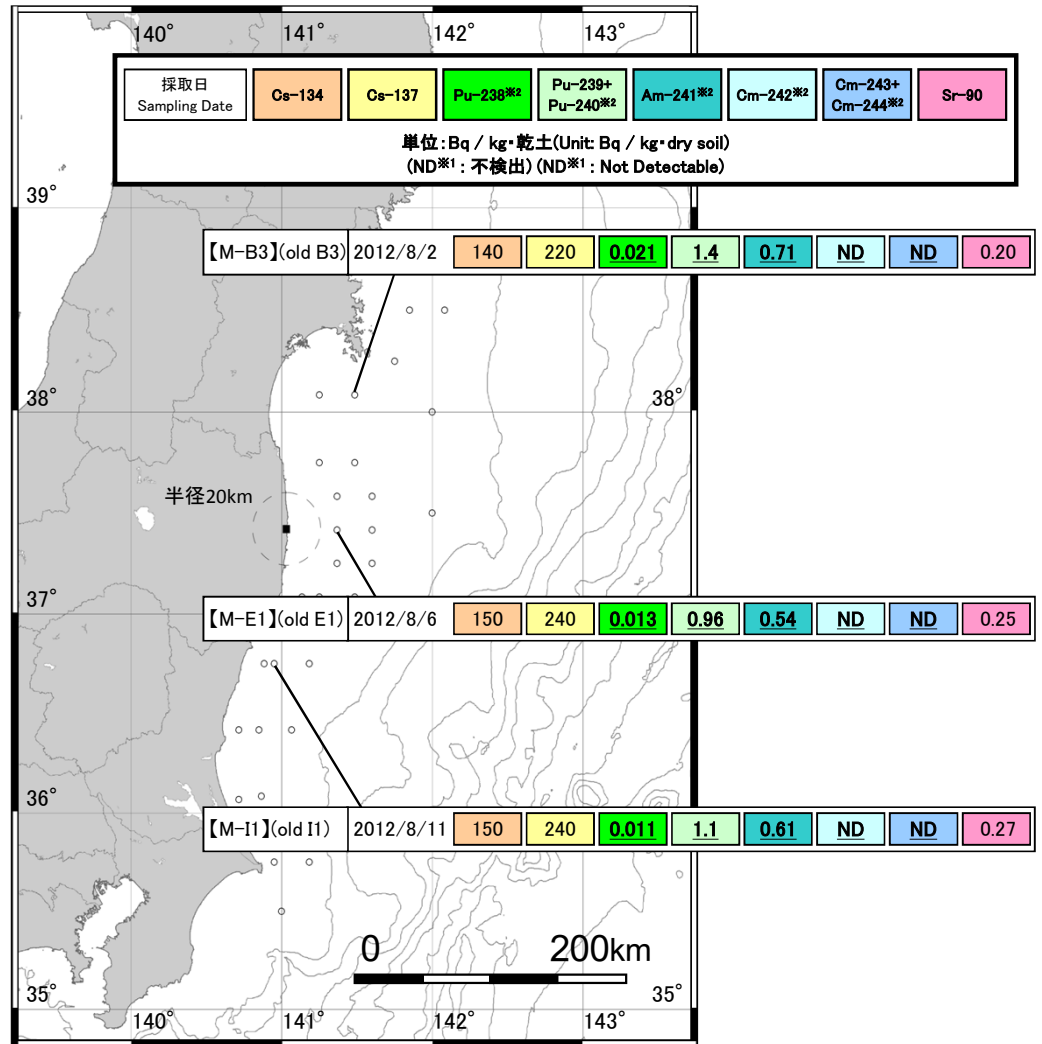 140° 141° 142° 143°
採取日
Sampling Date
Cs-134
Cs-137
Pu-238※2
Pu-239+
Pu-240※2
Am-241※2
Cm-242※2
Cm-243+
Cm-244※2
Sr-90
単位:Bq / kg・乾土(Unit: Bq / kg・dry soil)
(ND※1 : 不検出) (ND※1 : Not Detectable)
39°
【M-B3】(old B3) 2012/8/2 140 220 0.021 1.4 0.71 ND ND 0.20
38° 38°
半径20km
37°
【M-E1】(old E1) 2012/8/6 150 240 0.013 0.96 0.54 ND ND 0.25
36°
【M-I1】(old I1) 2012/8/11 150 240 0.011 1.1 0.61 ND ND 0.27
0 200km
35° 35°
140° 141° 142° 143°